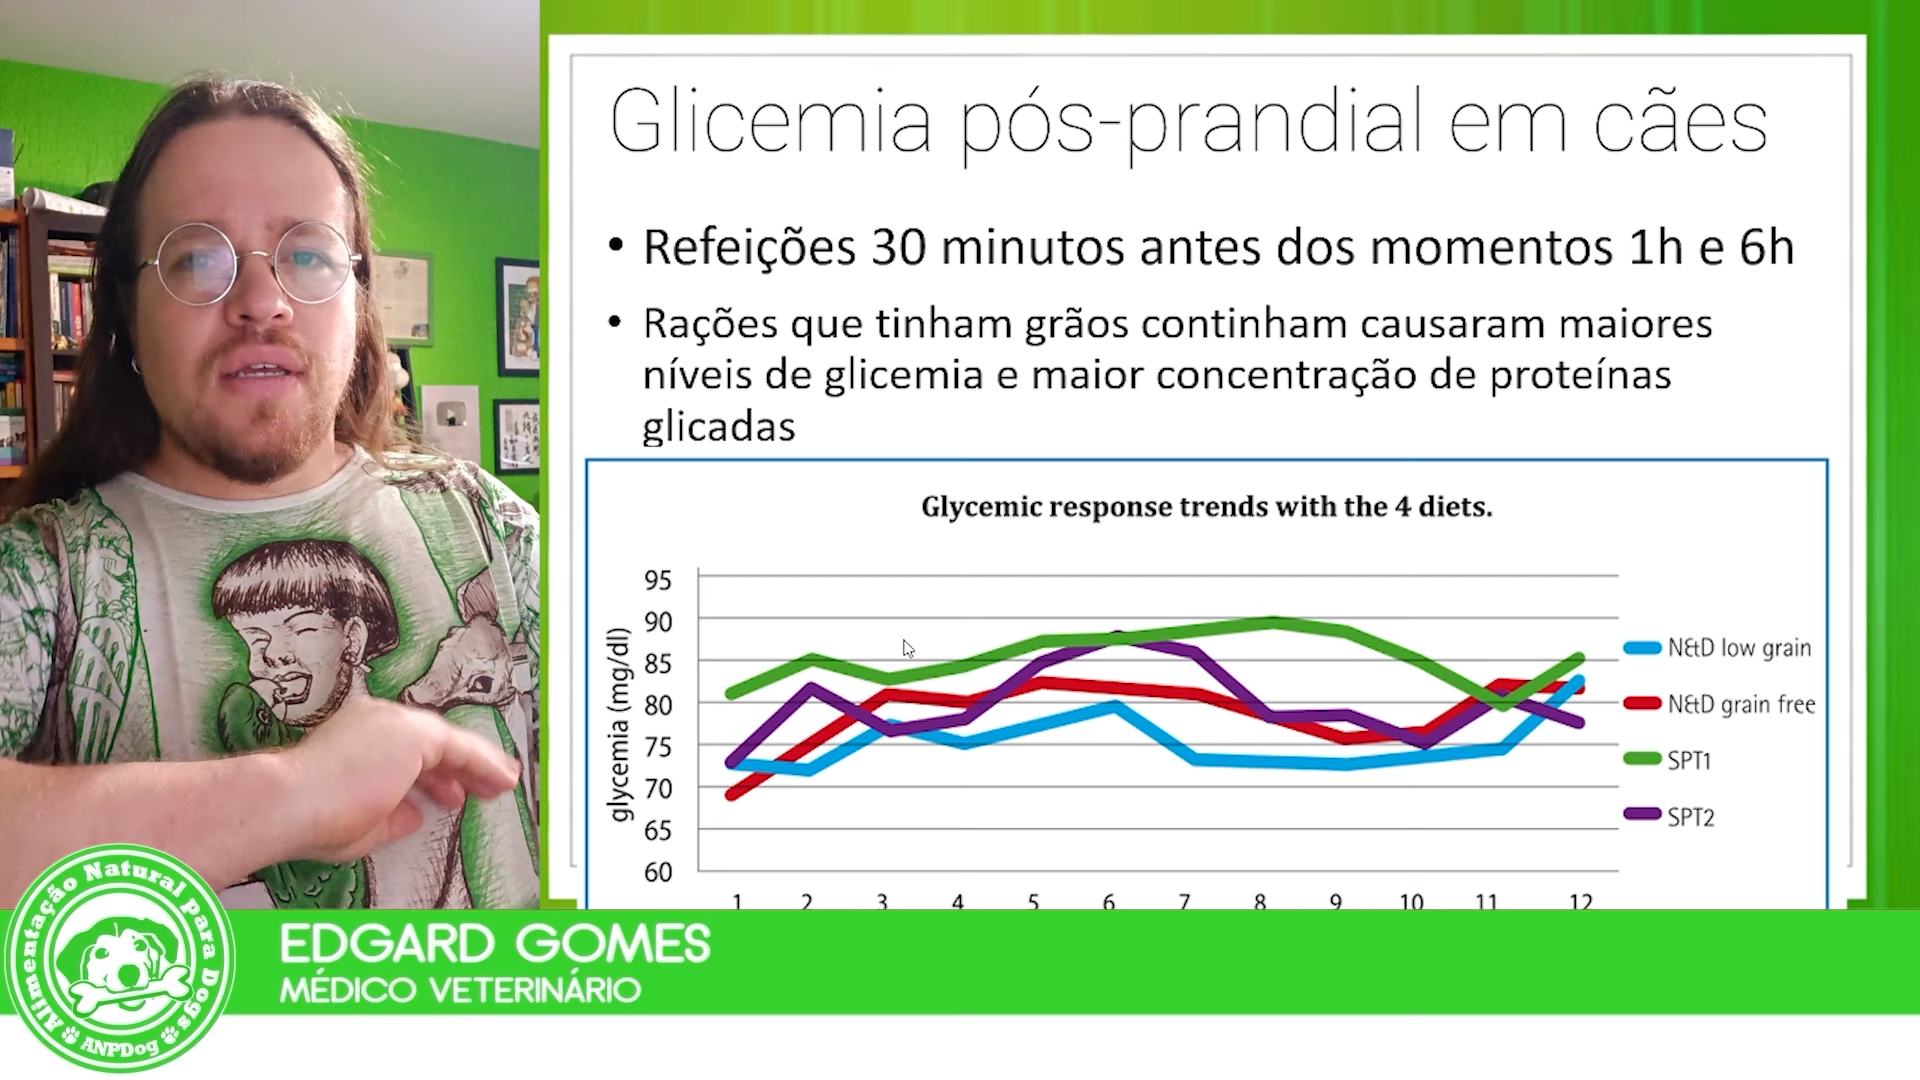 Glicemia pós-prandial em cães
• Refeições 30 minutos antes dos momentos 1h e 6h
• Rações que tinham grãos continham causaram maiores
níveis de glicemia e maior concentração de proteínas
glicadas
Glycemic response trends with the 4 diets.
glycemia (mg/dl)
95
90
85
80
75
70
65
60
1 2 3 4 5 6 7 8 9 10 11 12
N&D low grain
N&D grain free
SPT1
SPT2
EDGARD GOMES
MÉDICO VETERINÁRIO
Alimentação Natural para Dogs
ANPDog